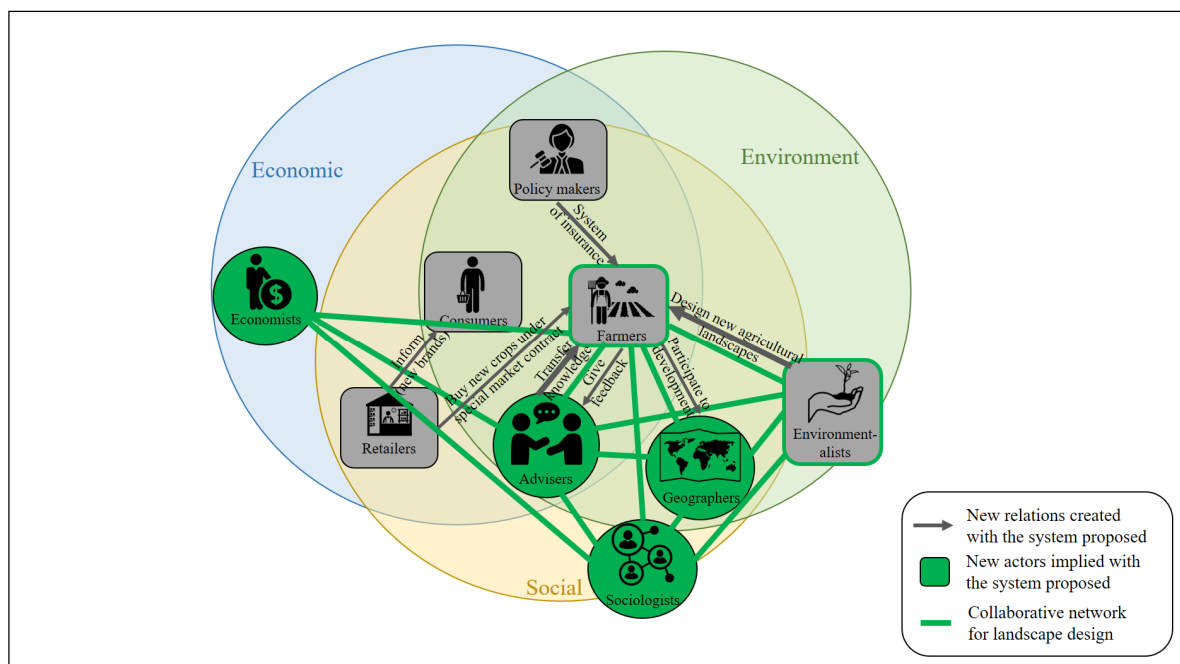 Economic
Environment
Policy makers
System
of insurance
Economists
Consumers
Farmers
Design new agricultural
landscapes
Inform
(new brands)
Buy new crops under
special market contract
Transfer
knowledge
Give
feedback
Participate to
development
Retailers
Advisers
Geographers
Environment-
alists
Sociologists
Social
New relations created
with the system proposed
New actors implied with
the system proposed
Collaborative network
for landscape design